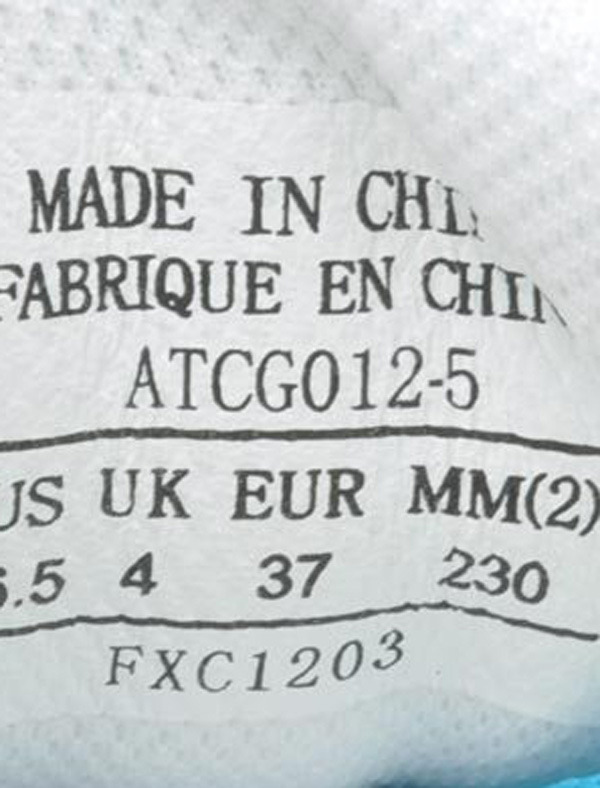 MADE IN
FABRIQUE EN
ATCG012-5
US UK EUR MM(2)
4 37 230
FXC1203